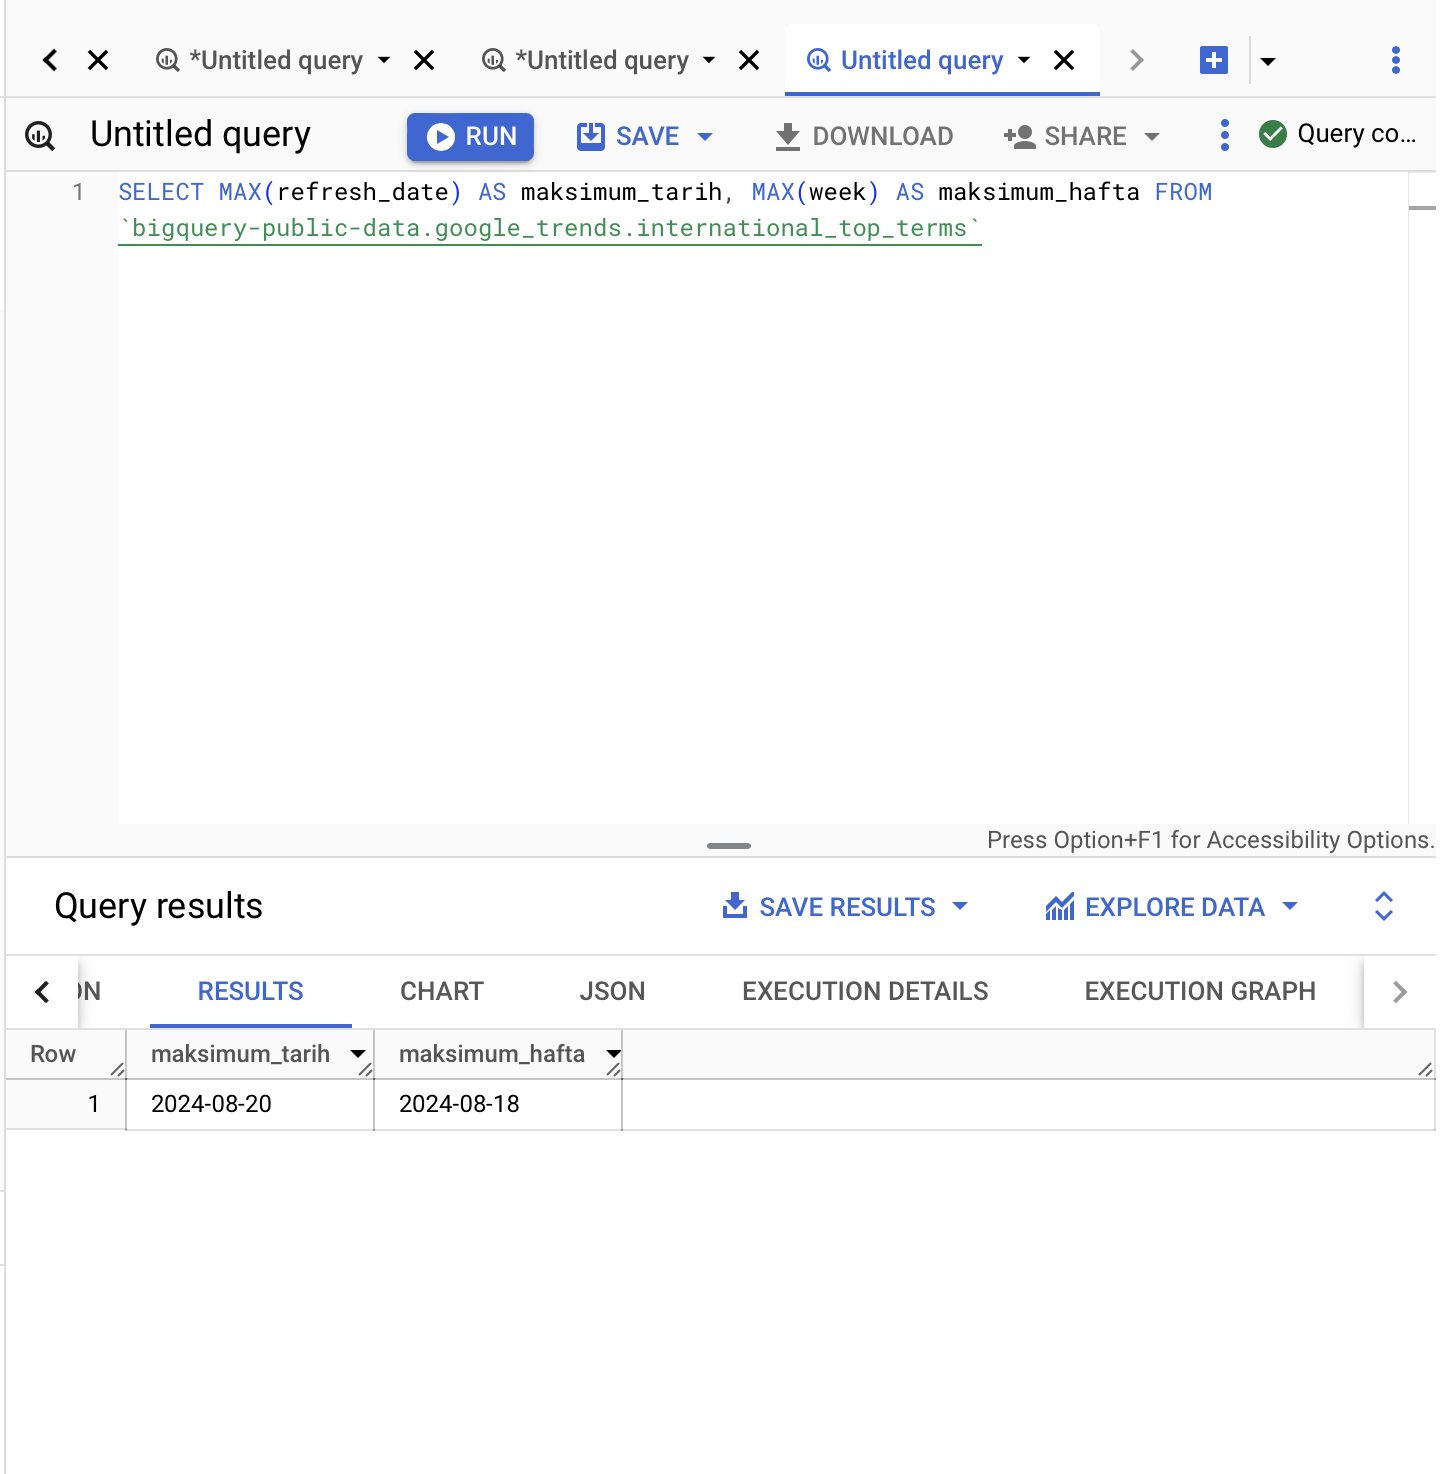 *Untitled query *Untitled query Untitled query
Untitled query RUN SAVE DOWNLOAD SHARE Query co...
1 SELECT MAX(refresh_date) AS maksimum_tarih, MAX(week) AS maksimum_hafta FROM
`bigquery-public-data.google_trends.international_top_terms`
Press Option+F1 for Accessibility Options.
Query results SAVE RESULTS EXPLORE DATA
ON RESULTS CHART JSON EXECUTION DETAILS EXECUTION GRAPH
Row maksimum_tarih maksimum_hafta
1 2024-08-20 2024-08-18